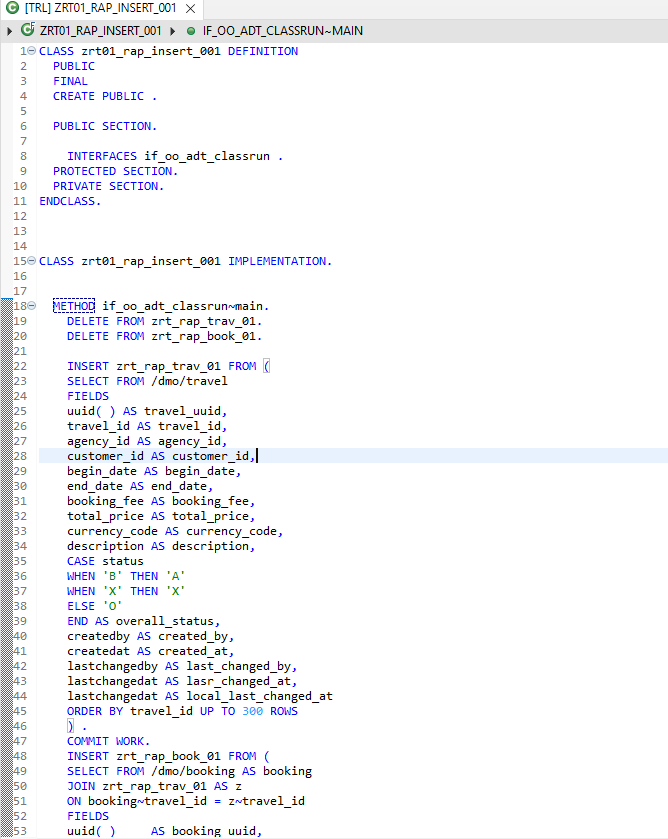 [TRL] ZRT01_RAP_INSERT_001
ZRT01_RAP_INSERT_001 IF_OO_ADT_CLASSRUN~MAIN
1 CLASS zrt01_rap_insert_001 DEFINITION
2 PUBLIC
3 FINAL
4 CREATE PUBLIC .
5
6 PUBLIC SECTION.
7
8 INTERFACES if_oo_adt_classrun .
9 PROTECTED SECTION.
10 PRIVATE SECTION.
11 ENDCLASS.
12
13
14
15 CLASS zrt01_rap_insert_001 IMPLEMENTATION.
16
17
18 METHOD if_oo_adt_classrun~main.
19 DELETE FROM zrt_rap_trav_01.
20 DELETE FROM zrt_rap_book_01.
21
22 INSERT zrt_rap_trav_01 FROM (
23 SELECT FROM /dmo/travel
24 FIELDS
25 uuid( ) AS travel_uuid,
26 travel_id AS travel_id,
27 agency_id AS agency_id,
28 customer_id AS customer_id,
29 begin_date AS begin_date,
30 end_date AS end_date,
31 booking_fee AS booking_fee,
32 total_price AS total_price,
33 currency_code AS currency_code,
34 description AS description,
35 CASE status
36 WHEN 'B' THEN 'A'
37 WHEN 'X' THEN 'X'
38 ELSE 'O'
39 END AS overall_status,
40 createdby AS created_by,
41 createdat AS created_at,
42 lastchangedby AS last_changed_by,
43 lastchangedat AS lasr_changed_at,
44 lastchangedat AS local_last_changed_at
45 ORDER BY travel_id UP TO 300 ROWS
46 ) .
47 COMMIT WORK.
48 INSERT zrt_rap_book_01 FROM (
49 SELECT FROM /dmo/booking AS booking
50 JOIN zrt_rap_trav_01 AS z
51 ON booking~travel_id = z~travel_id
52 FIELDS
53 uuid( ) AS booking_uuid,